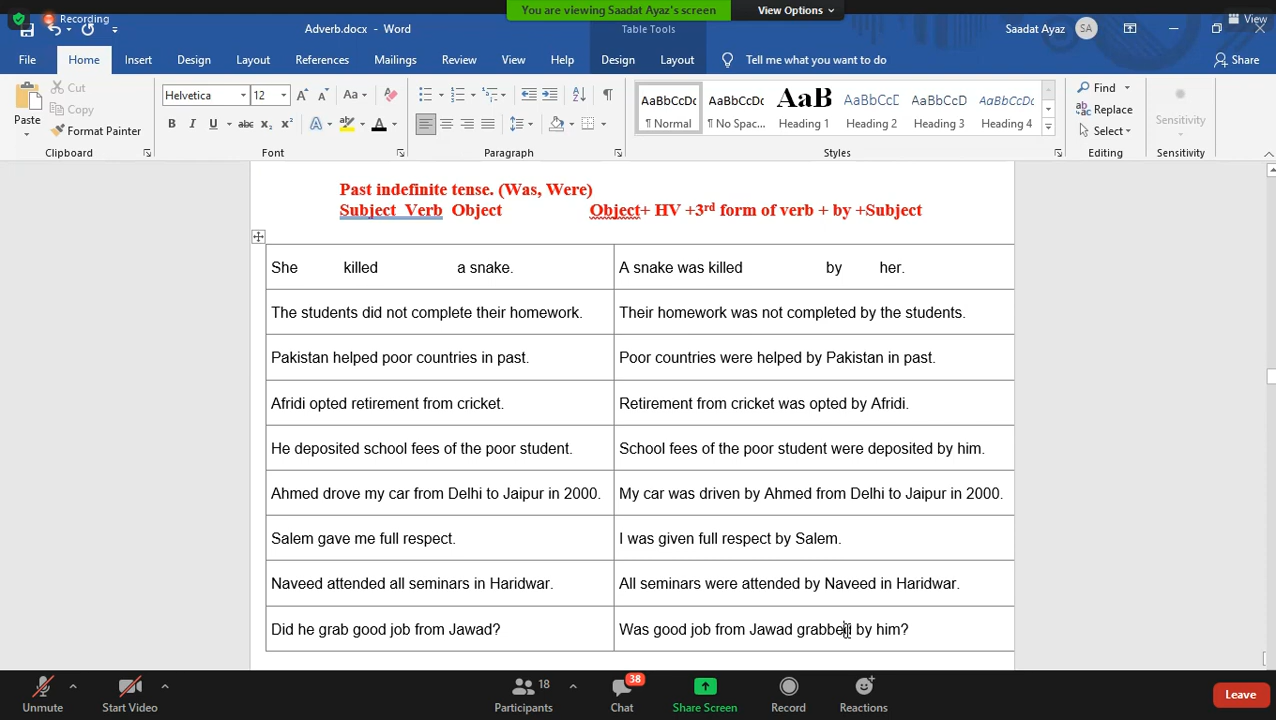 Recording
You are viewing Saadat Ayaz's screen
View Options
View
Adverb.docx - Word
Table Tools
Saadat Ayaz
SA
File Home Insert Design Layout References Mailings Review View Help Design Layout Tell me what you want to do Share
Paste
Cut
Copy
Format Painter
Clipboard
Helvetica 12
Font
Paragraph
AaBbCcDc ¶ Normal
AaBbCcDc ¶ No Spac...
AaB Heading 1
AaBbCcDc Heading 2
AaBbCcDc Heading 3
AaBbCcDc Heading 4
Styles
Find
Replace
Select
Editing
Sensitivity
Sensitivity
Past indefinite tense. (Was, Were)
Subject Verb Object Object+ HV +3rd form of verb + by +Subject
She killed a snake. A snake was killed by her.
The students did not complete their homework. Their homework was not completed by the students.
Pakistan helped poor countries in past. Poor countries were helped by Pakistan in past.
Afridi opted retirement from cricket. Retirement from cricket was opted by Afridi.
He deposited school fees of the poor student. School fees of the poor student were deposited by him.
Ahmed drove my car from Delhi to Jaipur in 2000. My car was driven by Ahmed from Delhi to Jaipur in 2000.
Salem gave me full respect. I was given full respect by Salem.
Naveed attended all seminars in Haridwar. All seminars were attended by Naveed in Haridwar.
Did he grab good job from Jawad? Was good job from Jawad grabbed by him?
Unmute
Start Video
18
Participants
38
Chat
Share Screen
Record
Reactions
Leave